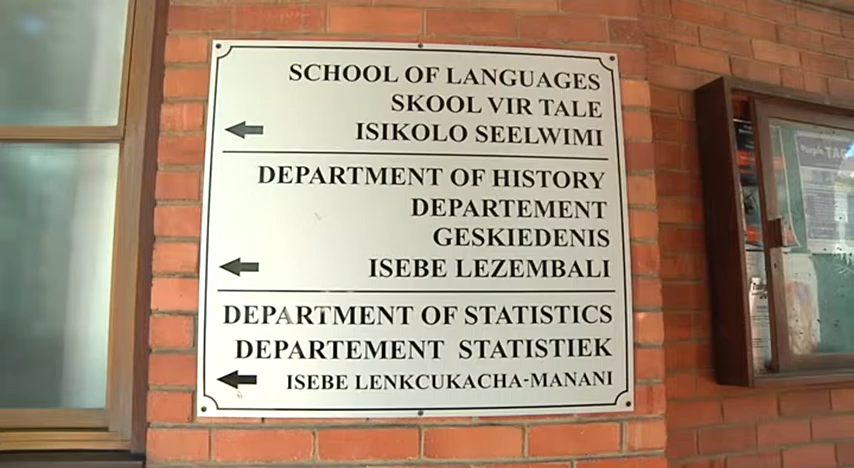 SCHOOL OF LANGUAGES
SKOOL VIR TALE
ISIKOLO SEELWIMI
DEPARTMENT OF HISTORY
DEPARTEMENT
GESKIEDENIS
ISEBE LEZEMBALI
DEPARTMENT OF STATISTICS
DEPARTEMENT STATISTIEK
ISEBE LENKCUKACHA-MANANI